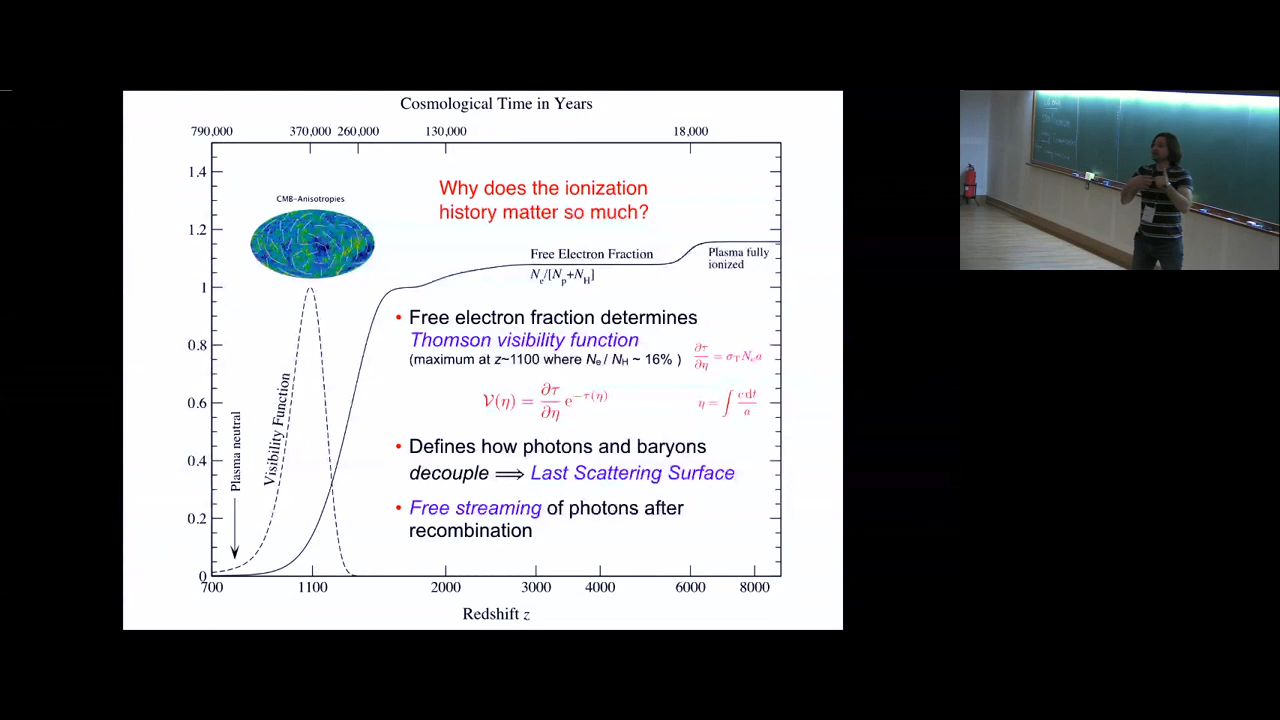 Cosmological Time in Years
790,000 370,000 260,000 130,000 18,000
1.4
1.2
1
0.8
0.6
0.4
0.2
0
CMB-Anisotropies
Why does the ionization
history matter so much?
Free Electron Fraction
Nₑ/[Nₚ+N_H]
Plasma fully
ionized
• Free electron fraction determines
Thomson visibility function
(maximum at z~1100 where Nₑ / N_H ~ 16% )
∂τ/∂η = σ_T Nₑ a
𝒱(η) = ∂τ/∂η e^{−τ(η)}
η = ∫ c dt/a
Visibility Function
Plasma neutral
• Defines how photons and baryons
decouple ⟹ Last Scattering Surface
• Free streaming of photons after
recombination
700 1100 2000 3000 4000 6000 8000
Redshift z